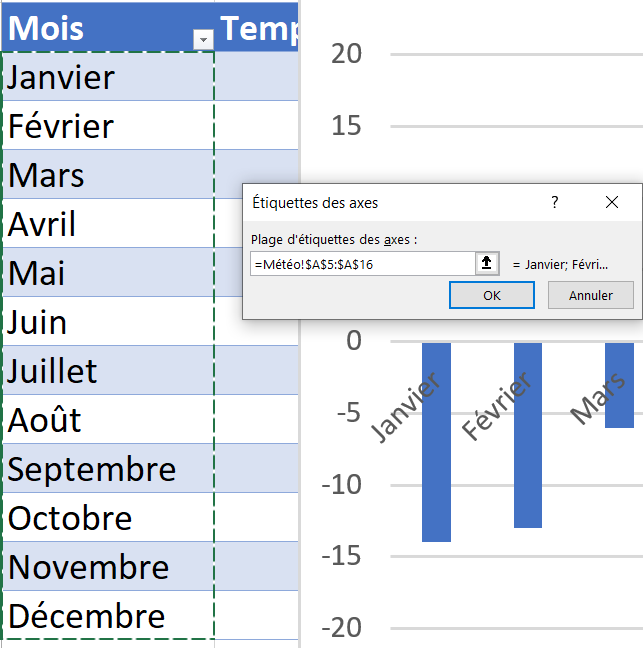 Mois
Temp
Janvier
Février
Mars
Avril
Mai
Juin
Juillet
Août
Septembre
Octobre
Novembre
Décembre
20
15
Étiquettes des axes
?
Plage d'étiquettes des axes :
=Météo!$A$5:$A$16
= Janvier; Févri...
OK
Annuler
0
-5
-10
-15
-20
Janvier
Février
Mars